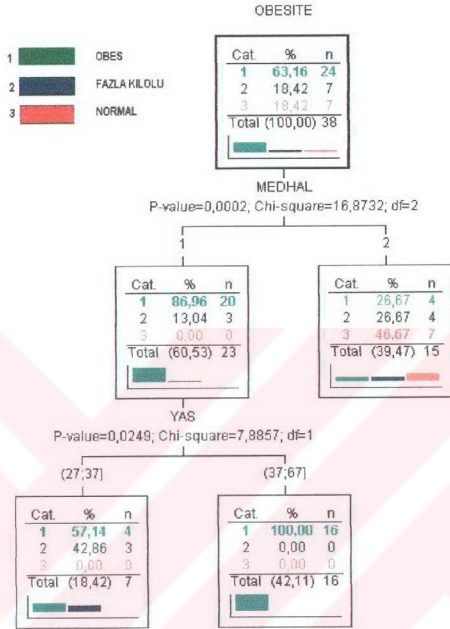 OBESITE
1 OBES
2 FAZLA KILOLU
3 NORMAL
Cat. % n
1 63,16 24
2 18,42 7
3 18,42 7
Total (100,00) 38
MEDHAL
P-value=0,0002; Chi-square=16,8732; df=2
1 2
Cat. % n
1 86,96 20
2 13,04 3
3 0,00 0
Total (60,53) 23
Cat. % n
1 26,67 4
2 26,67 4
3 46,67 7
Total (39,47) 15
YAS
P-value=0,0249; Chi-square=7,8857; df=1
(27;37] (37;67]
Cat. % n
1 57,14 4
2 42,86 3
3 0,00 0
Total (18,42) 7
Cat. % n
1 100,00 16
2 0,00 0
3 0,00 0
Total (42,11) 16